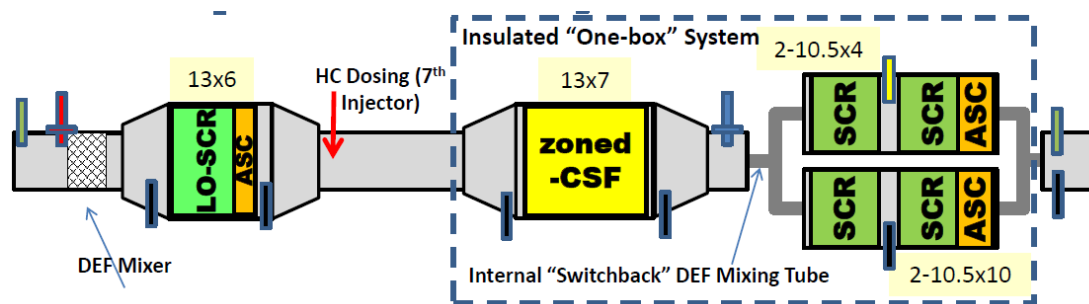 Insulated “One-box” System
2-10.5x4
13x6
HC Dosing (7th
Injector)
13x7
LO-SCR
ASC
zoned
-CSF
SCR
SCR
ASC
SCR
SCR
ASC
DEF Mixer
Internal “Switchback” DEF Mixing Tube
2-10.5x10